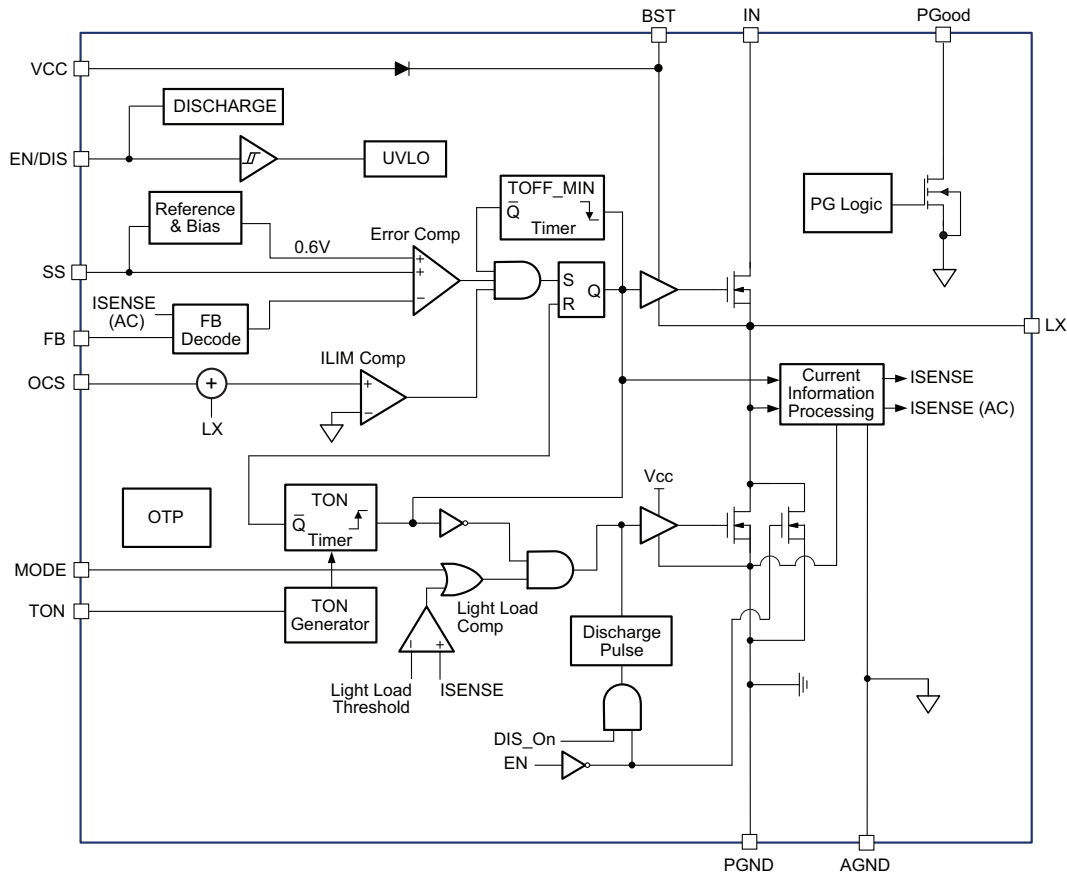 BST
IN
PGood
VCC
DISCHARGE
EN/DIS
UVLO
TOFF_MIN
Q̅
Timer
PG Logic
Reference
& Bias
Error Comp
0.6V
+
+
−
SS
S
R
Q
ISENSE
(AC)
FB
Decode
FB
LX
ILIM Comp
OCS
+
+
−
LX
Current
Information
Processing
ISENSE
ISENSE (AC)
Vcc
OTP
TON
Q̅
Timer
MODE
TON
TON
Generator
Light Load
Comp
−
+
Light Load
Threshold
ISENSE
Discharge
Pulse
DIS_On
EN
PGND
AGND